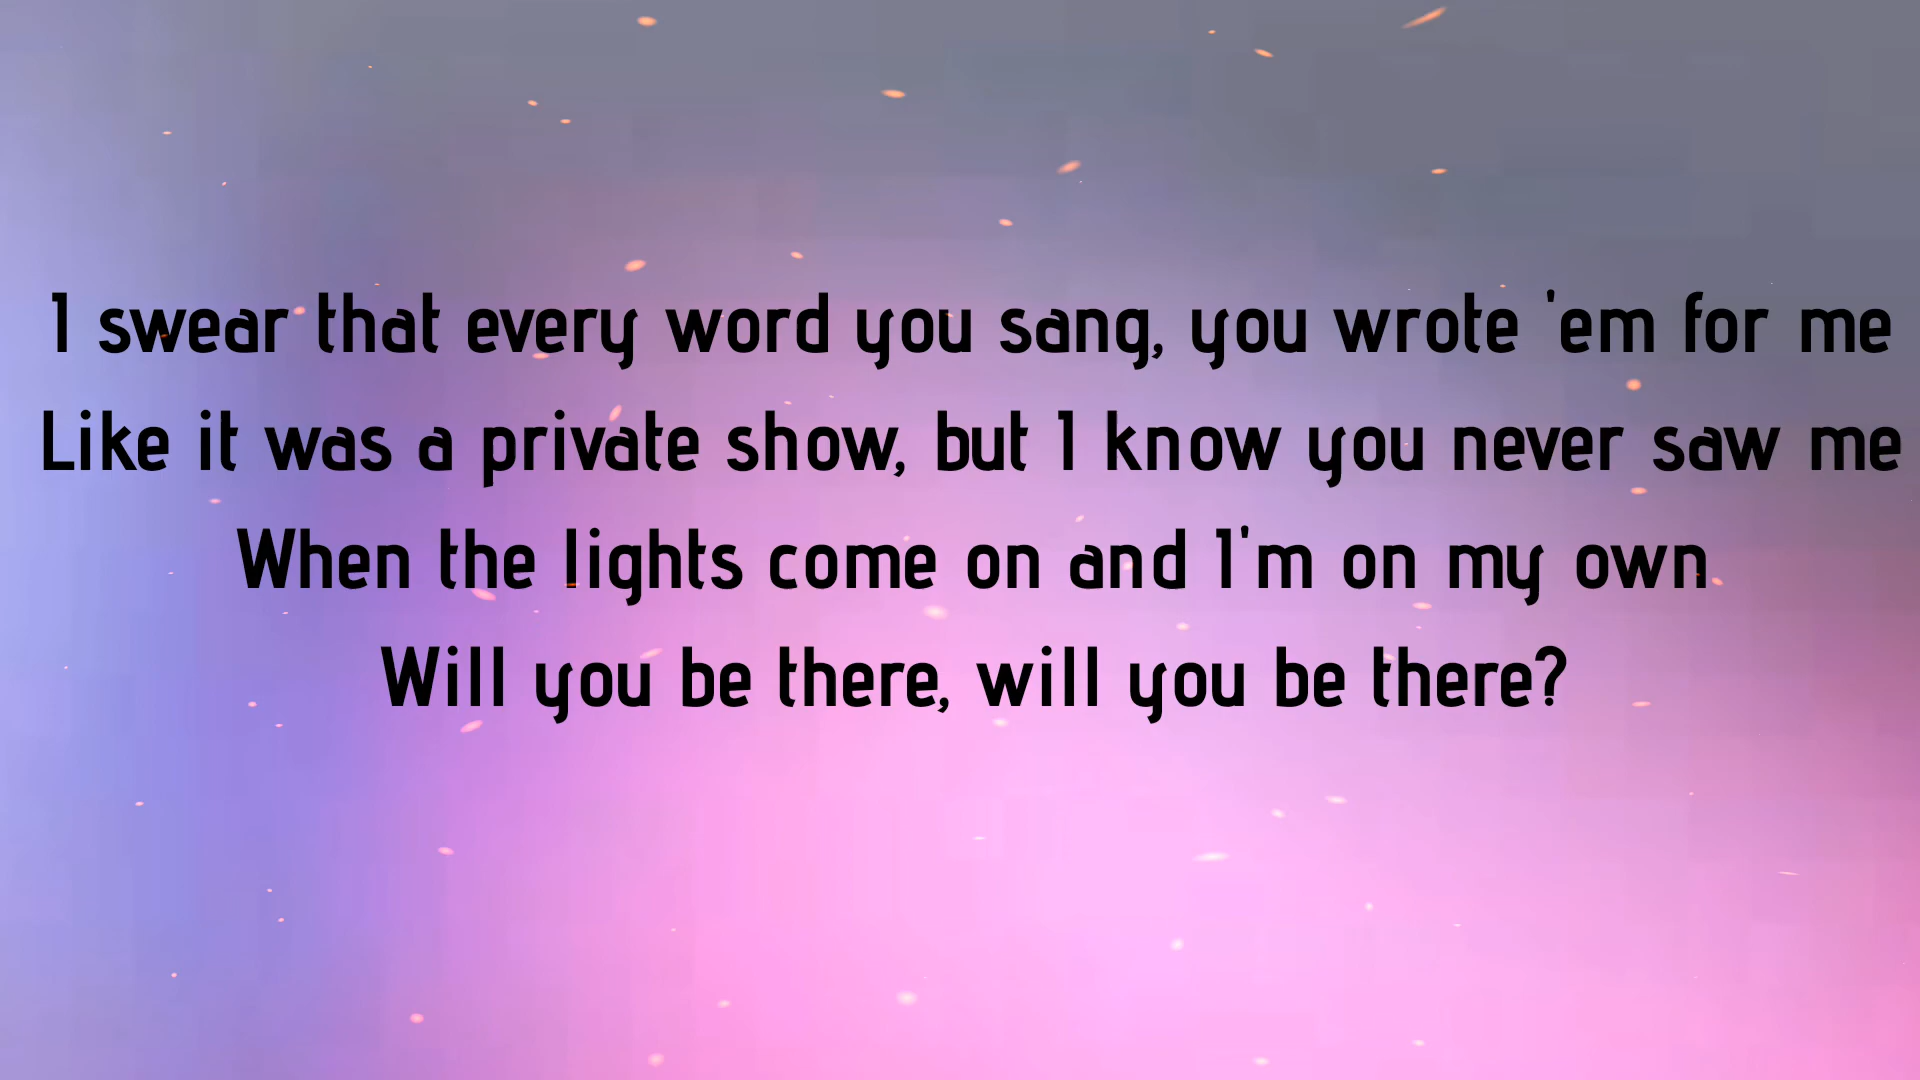 I swear that every word you sang, you wrote 'em for me
Like it was a private show, but I know you never saw me
When the lights come on and I'm on my own
Will you be there, will you be there?